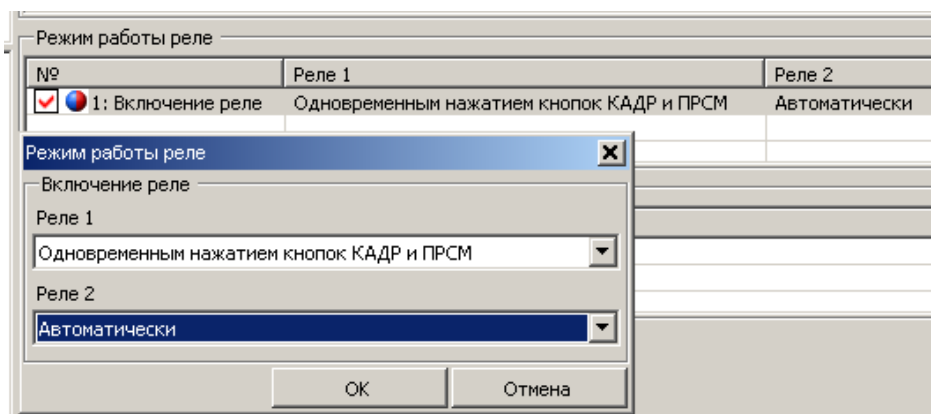 Режим работы реле
№ Реле 1 Реле 2
1: Включение реле Одновременным нажатием кнопок КАДР и ПРСМ Автоматически
Режим работы реле
Включение реле
Реле 1
Одновременным нажатием кнопок КАДР и ПРСМ
Реле 2
Автоматически
ОК Отмена